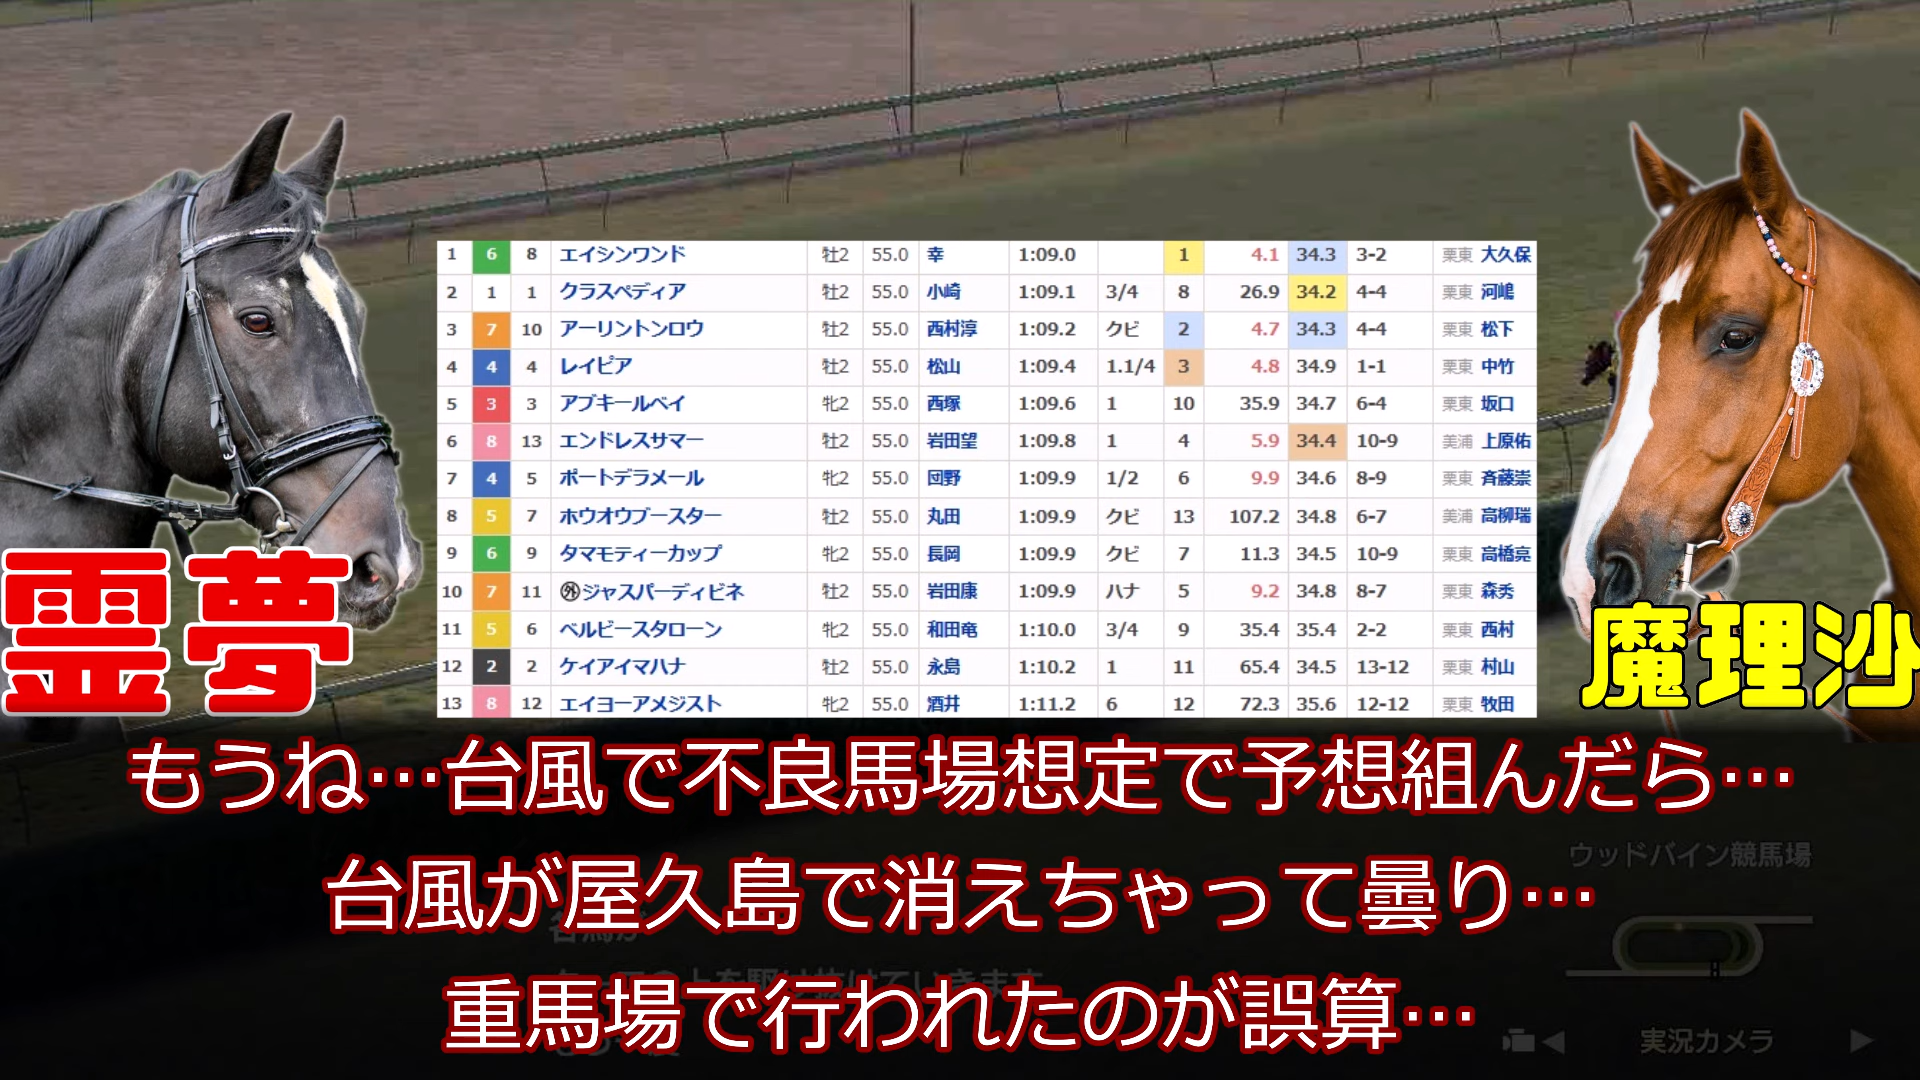 1 6 8 エイシンワンド 牡2 55.0 幸 1:09.0 1 4.1 34.3 3-2 栗東 大久保
2 1 1 クラスペディア 牡2 55.0 小崎 1:09.1 3/4 8 26.9 34.2 4-4 栗東 河嶋
3 7 10 アーリントンロウ 牡2 55.0 西村淳 1:09.2 クビ 2 4.7 34.3 4-4 栗東 松下
4 4 4 レイピア 牡2 55.0 松山 1:09.4 1.1/4 3 4.8 34.9 1-1 栗東 中竹
5 3 3 アブキールベイ 牝2 55.0 西塚 1:09.6 1 10 35.9 34.7 6-4 栗東 坂口
6 8 13 エンドレスサマー 牡2 55.0 岩田望 1:09.8 1 4 5.9 34.4 10-9 美浦 上原佑
7 4 5 ポートデラメール 牝2 55.0 団野 1:09.9 1/2 6 9.9 34.6 8-9 栗東 斉藤崇
8 5 7 ホウオウブースター 牡2 55.0 丸田 1:09.9 クビ 13 107.2 34.8 6-7 美浦 高柳瑞
9 6 9 タマモティーカップ 牝2 55.0 長岡 1:09.9 クビ 7 11.3 34.5 10-9 栗東 高橋亮
10 7 11 ㊕ジャスパーディビネ 牡2 55.0 岩田康 1:09.9 ハナ 5 9.2 34.8 8-7 栗東 森秀
11 5 6 ベルビースタローン 牝2 55.0 和田竜 1:10.0 3/4 9 35.4 35.4 2-2 栗東 西村
12 2 2 ケイアイマハナ 牡2 55.0 永島 1:10.2 1 11 65.4 34.5 13-12 栗東 村山
13 8 12 エイヨーアメジスト 牝2 55.0 酒井 1:11.2 6 12 72.3 35.6 12-12 栗東 牧田
霊夢
魔理沙
もうね…台風で不良馬場想定で予想組んだら…
ウッドバイン競馬場
台風が屋久島で消えちゃって曇り…
重馬場で行われたのが誤算…
実況カメラ